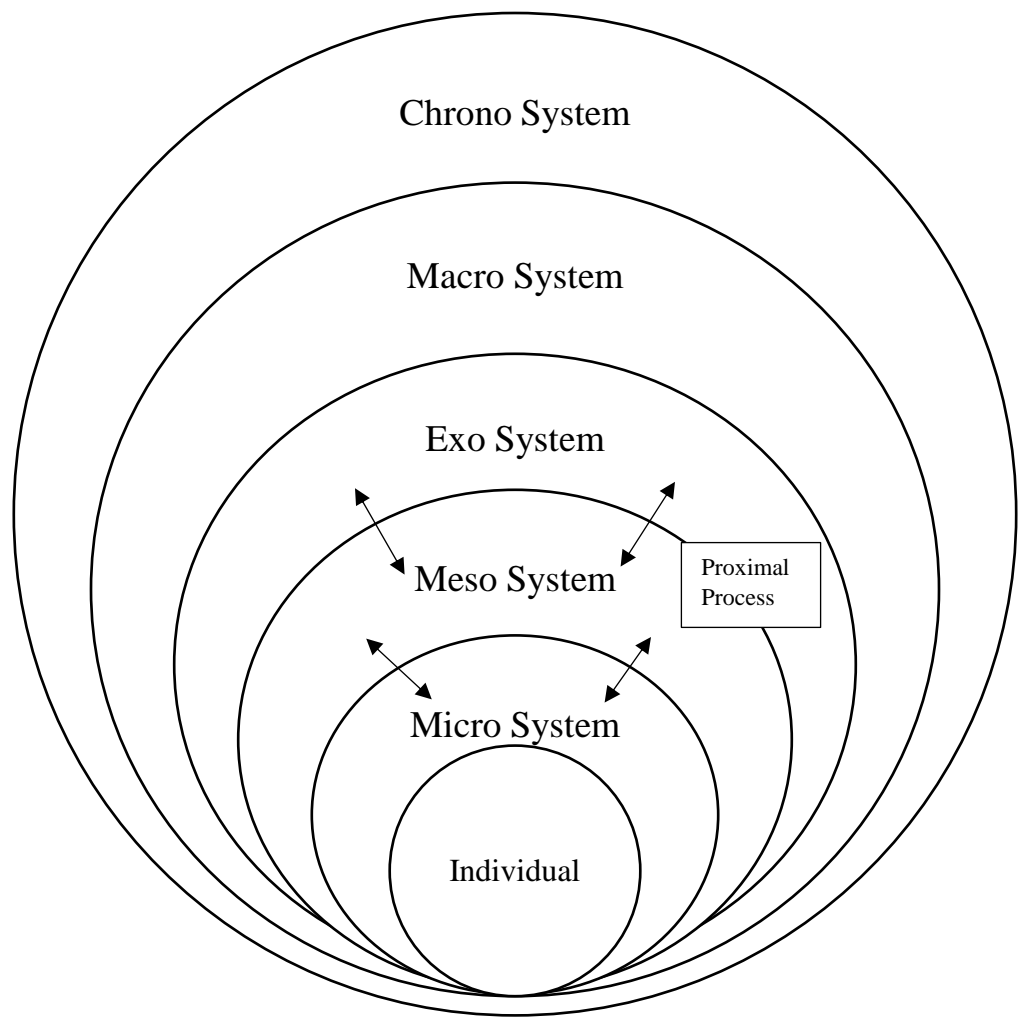 Chrono System
Macro System
Exo System
Meso System
Proximal
Process
Micro System
Individual